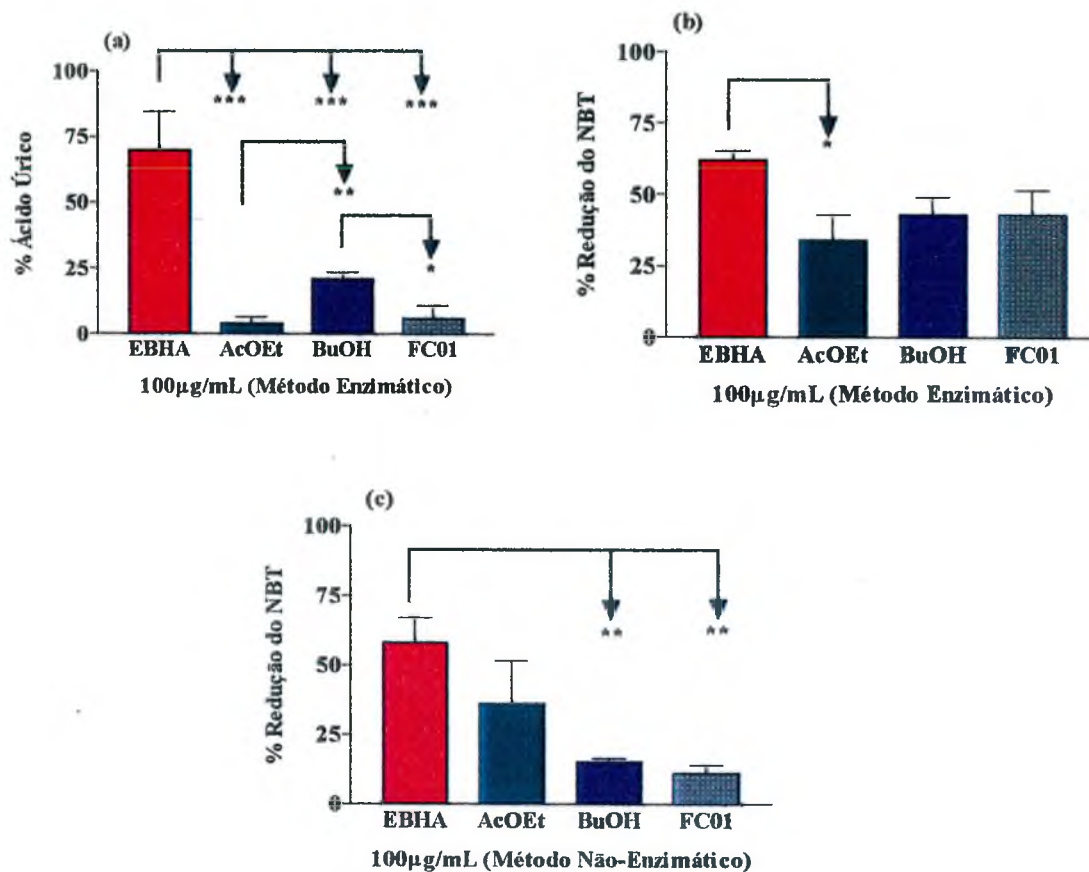 (a)
% Ácido Úrico
100
75
50
25
0
***
***
***
**
*
EBHA AcOEt BuOH FC01
100µg/mL (Método Enzimático)
(b)
% Redução do NBT
100
75
50
25
0
*
EBHA AcOEt BuOH FC01
100µg/mL (Método Enzimático)
(c)
% Redução do NBT
100
75
50
25
0
**
**
EBHA AcOEt BuOH FC01
100µg/mL (Método Não-Enzimático)